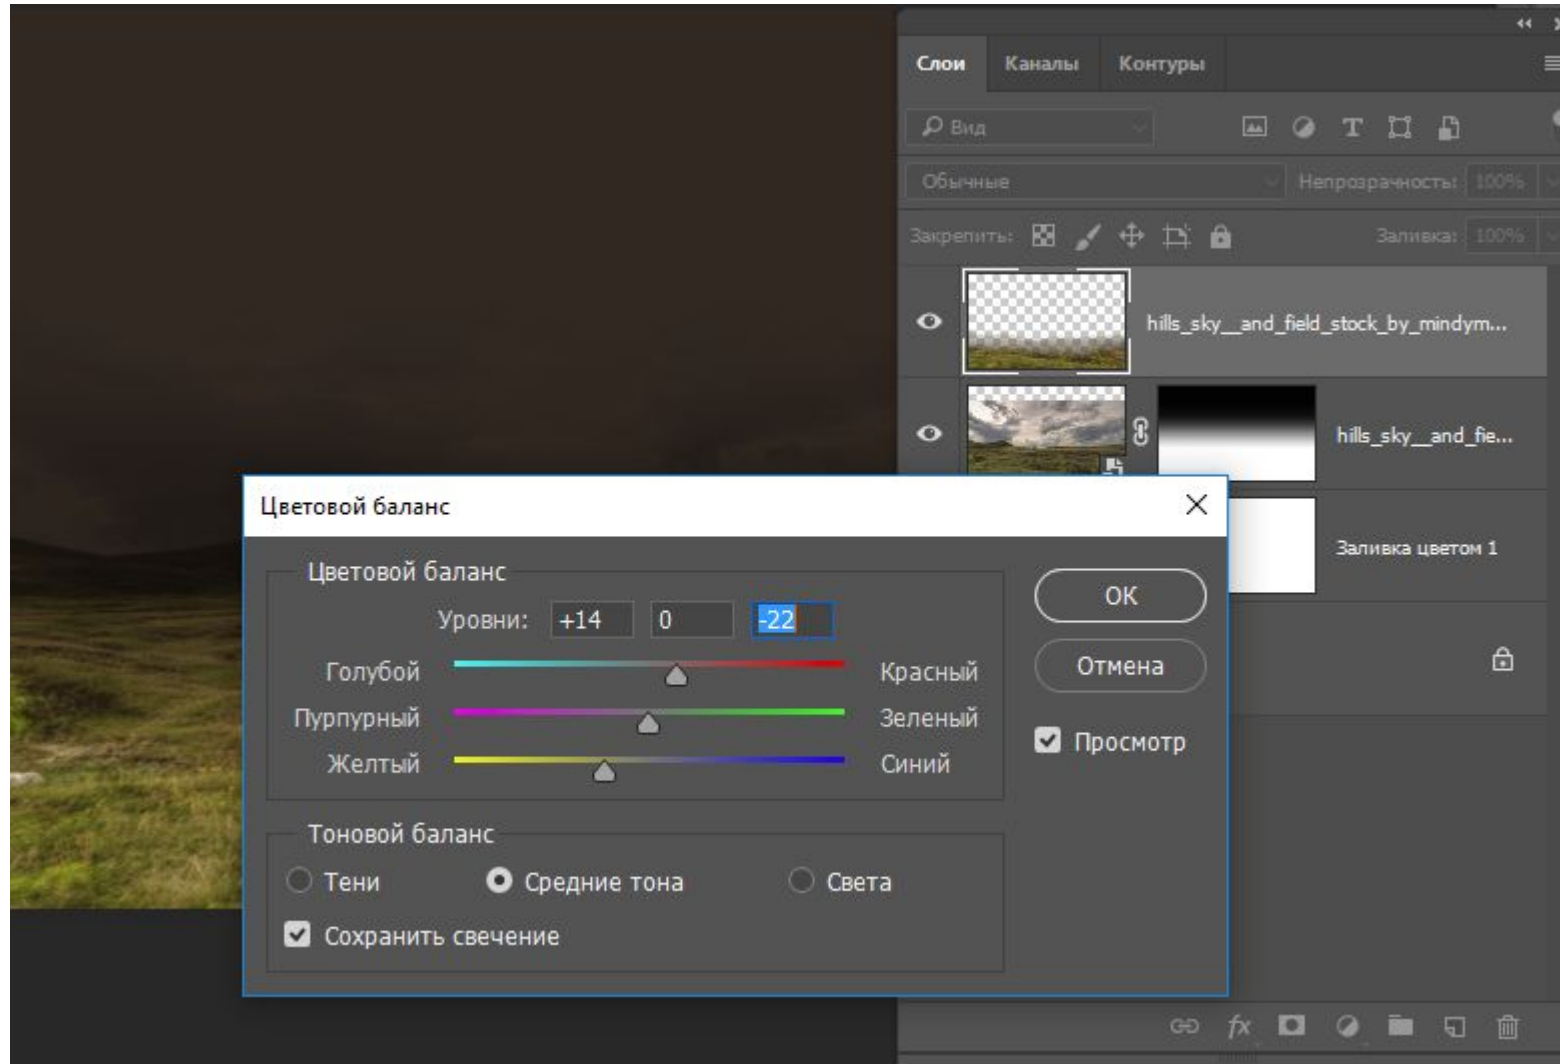 Слои Каналы Контуры
Вид
Обычные Непрозрачность: 100%
Закрепить: Заливка: 100%
hills_sky__and_field_stock_by_mindym...
hills_sky__and_fie...
Заливка цветом 1
Цветовой баланс
Цветовой баланс
Уровни: +14 0 -22
Голубой Красный
Пурпурный Зеленый
Желтый Синий
ОК
Отмена
Просмотр
Тоновой баланс
Тени Средние тона Света
Сохранить свечение
fx